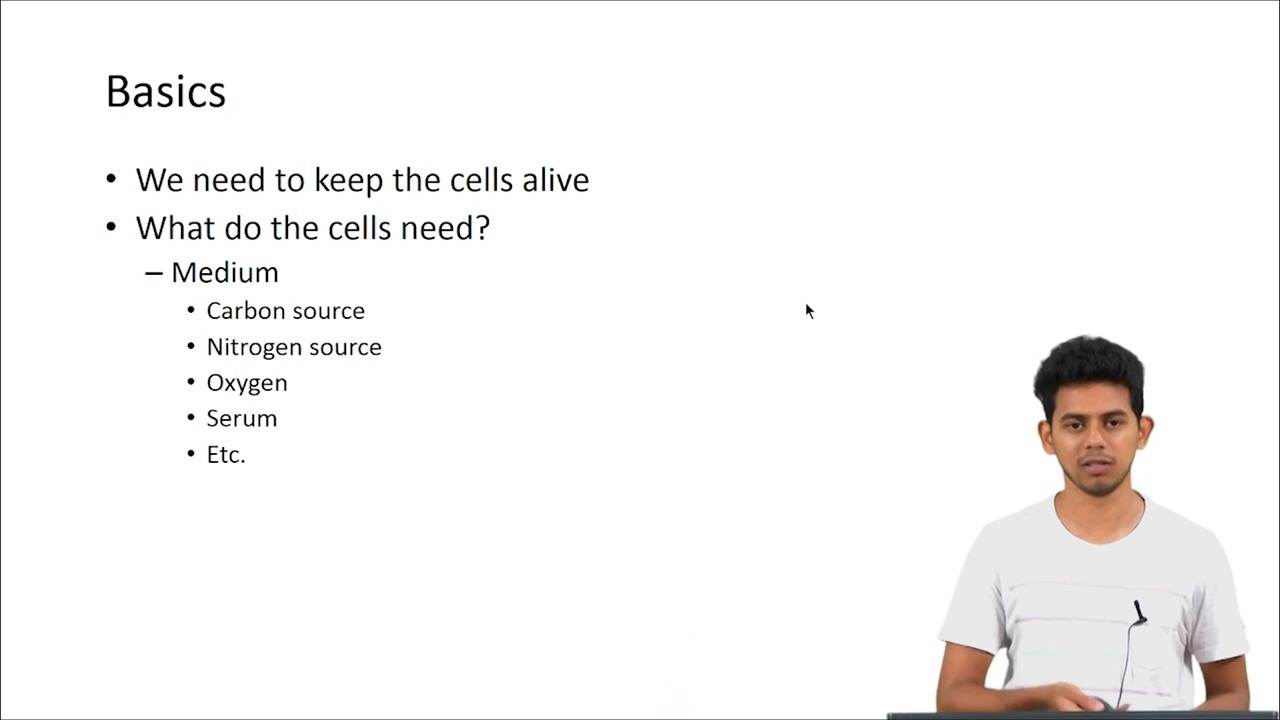 Basics
• We need to keep the cells alive
• What do the cells need?
– Medium
• Carbon source
• Nitrogen source
• Oxygen
• Serum
• Etc.